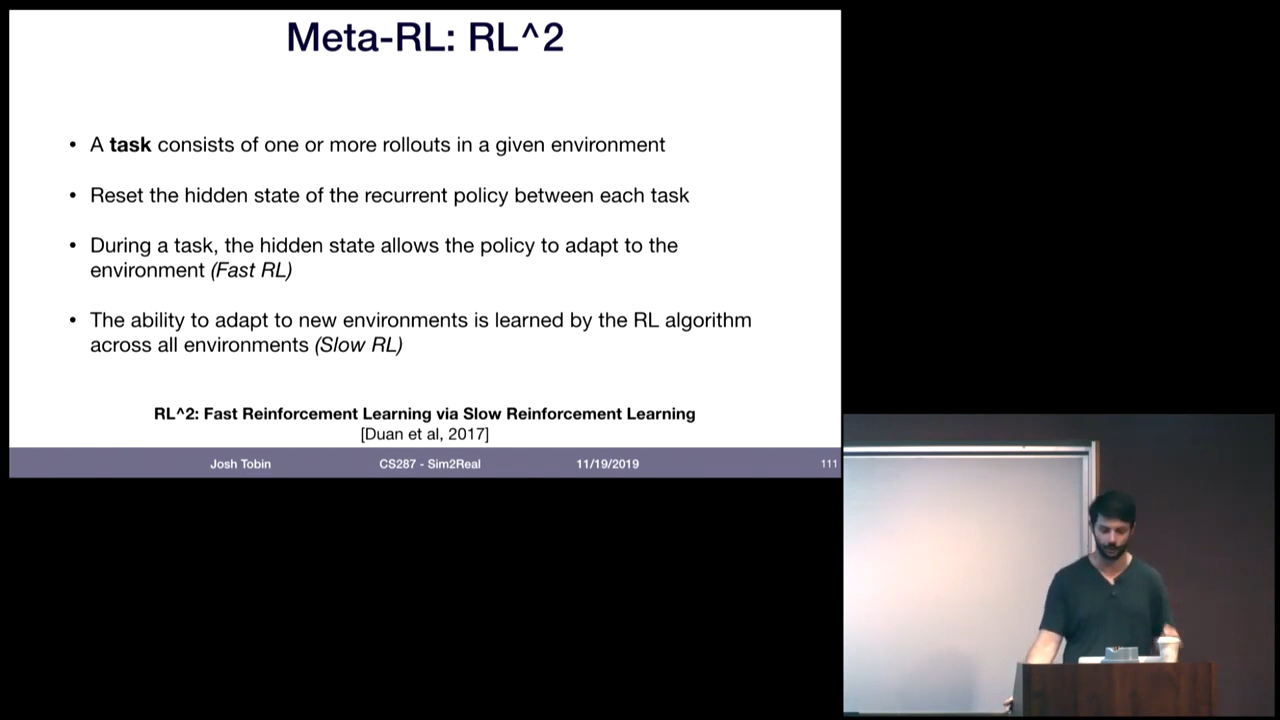 Meta-RL: RL^2
• A task consists of one or more rollouts in a given environment
• Reset the hidden state of the recurrent policy between each task
• During a task, the hidden state allows the policy to adapt to the
environment (Fast RL)
• The ability to adapt to new environments is learned by the RL algorithm
across all environments (Slow RL)
RL^2: Fast Reinforcement Learning via Slow Reinforcement Learning
[Duan et al, 2017]
Josh Tobin CS287 - Sim2Real 11/19/2019 111